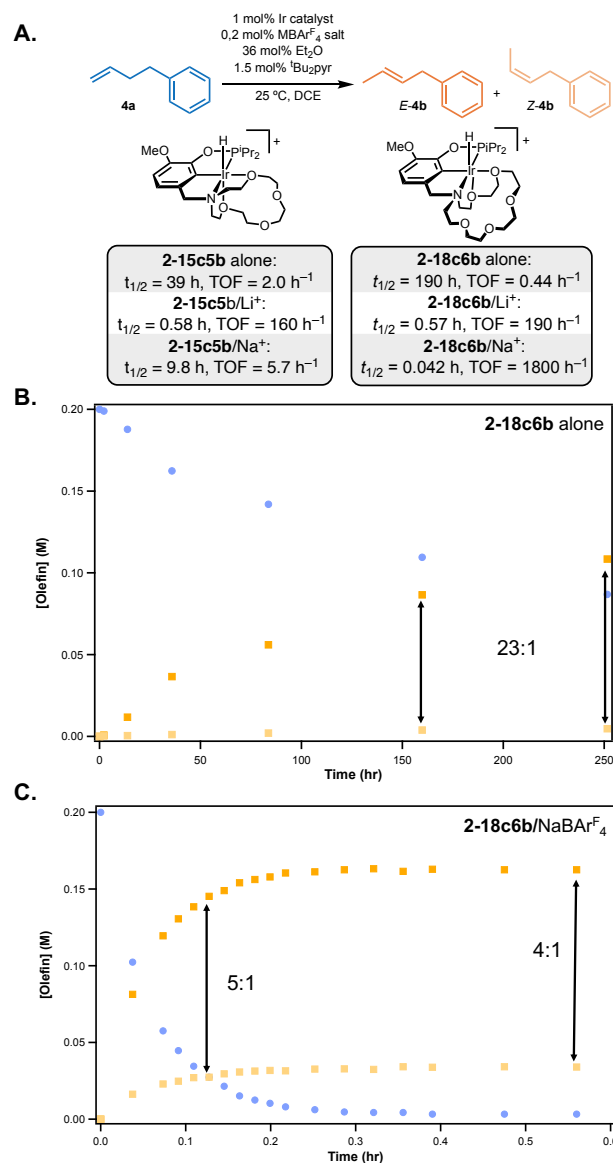 A.
1 mol% Ir catalyst
0,2 mol% MBArF4 salt
36 mol% Et2O
1.5 mol% tBu2pyr
25 ºC, DCE
4a
E-4b
+
Z-4b
H
+
MeO
O
PiPr2
Ir
O
N
O
O
O
H
+
MeO
O
PiPr2
Ir
O
N
O
O
O
O
2-15c5b alone:
t1/2 = 39 h, TOF = 2.0 h–1
2-15c5b/Li+:
t1/2 = 0.58 h, TOF = 160 h–1
2-15c5b/Na+:
t1/2 = 9.8 h, TOF = 5.7 h–1
2-18c6b alone:
t1/2 = 190 h, TOF = 0.44 h–1
2-18c6b/Li+:
t1/2 = 0.57 h, TOF = 190 h–1
2-18c6b/Na+:
t1/2 = 0.042 h, TOF = 1800 h–1
B.
2-18c6b alone
[Olefin] (M)
0.20
0.15
0.10
0.05
0.00
23:1
0
50
100
150
200
250
Time (hr)
C.
2-18c6b/NaBArF4
[Olefin] (M)
0.20
0.15
0.10
0.05
0.00
5:1
4:1
0.0
0.1
0.2
0.3
0.4
0.5
0.6
Time (hr)